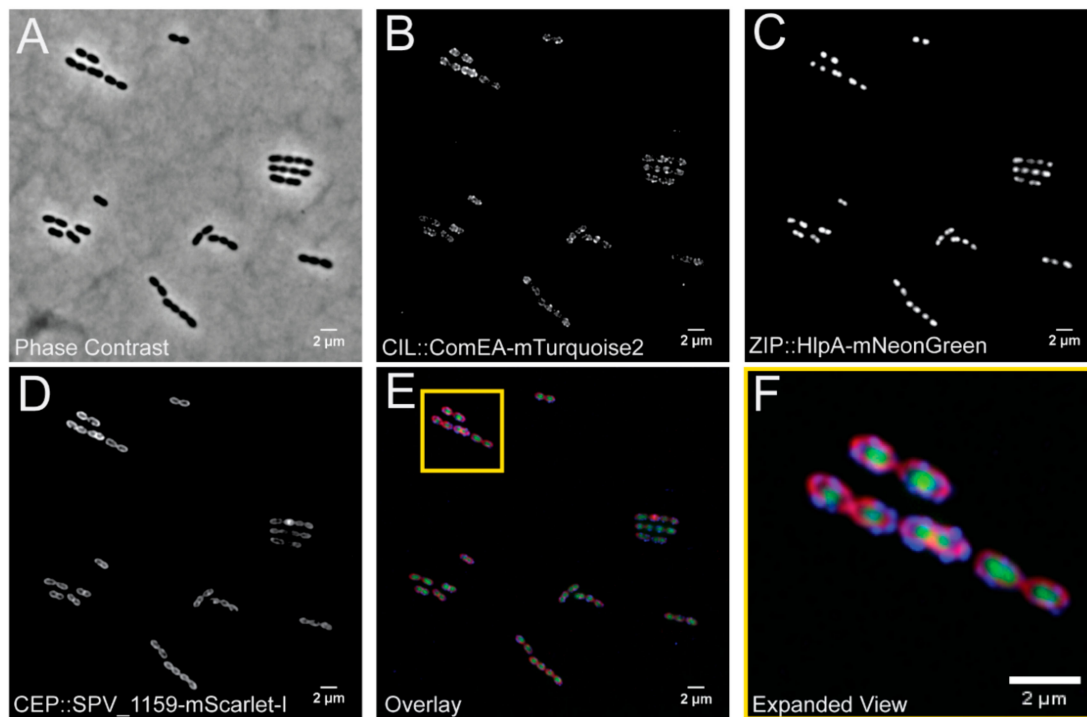 A
B
C
2 µm
2 µm
2 µm
Phase Contrast
CIL::ComEA-mTurquoise2
ZIP::HlpA-mNeonGreen
D
E
F
2 µm
2 µm
2 µm
CEP::SPV_1159-mScarlet-I
Overlay
Expanded View